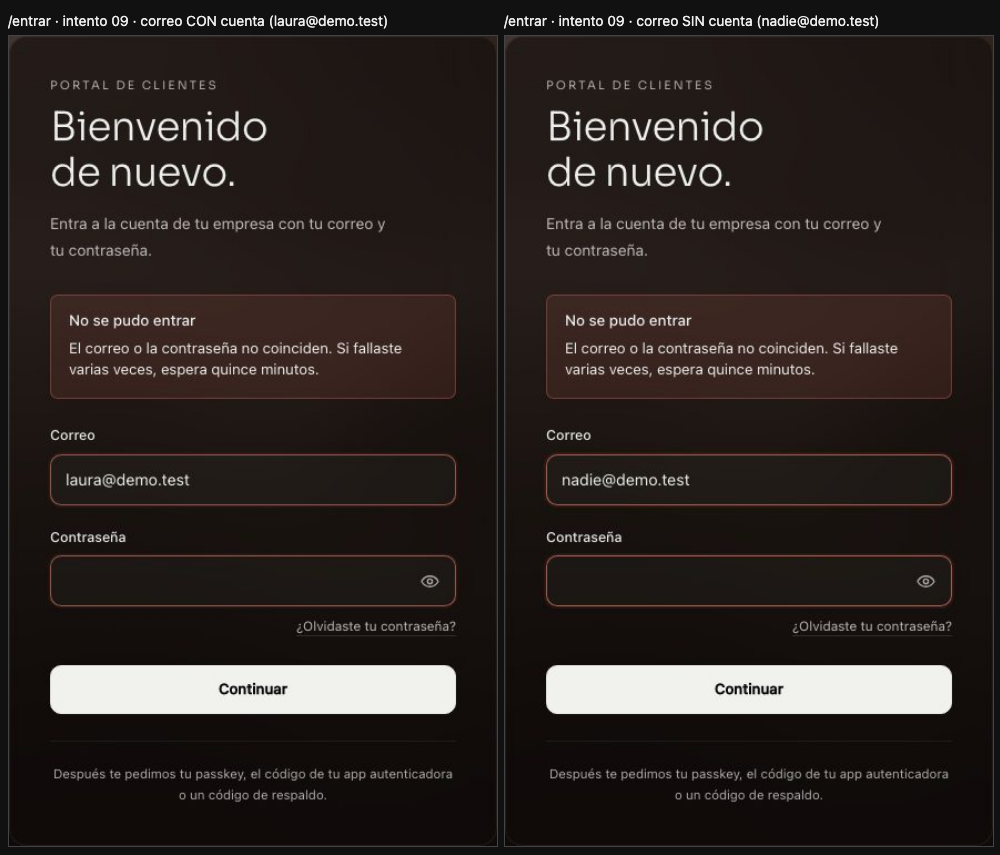 /entrar · intento 09 · correo CON cuenta (laura@demo.test)
PORTAL DE CLIENTES
Bienvenido
de nuevo.
Entra a la cuenta de tu empresa con tu correo y
tu contraseña.
No se pudo entrar
El correo o la contraseña no coinciden. Si fallaste
varias veces, espera quince minutos.
Correo
laura@demo.test
Contraseña
¿Olvidaste tu contraseña?
Continuar
Después te pedimos tu passkey, el código de tu app autenticadora
o un código de respaldo.
/entrar · intento 09 · correo SIN cuenta (nadie@demo.test)
PORTAL DE CLIENTES
Bienvenido
de nuevo.
Entra a la cuenta de tu empresa con tu correo y
tu contraseña.
No se pudo entrar
El correo o la contraseña no coinciden. Si fallaste
varias veces, espera quince minutos.
Correo
nadie@demo.test
Contraseña
¿Olvidaste tu contraseña?
Continuar
Después te pedimos tu passkey, el código de tu app autenticadora
o un código de respaldo.